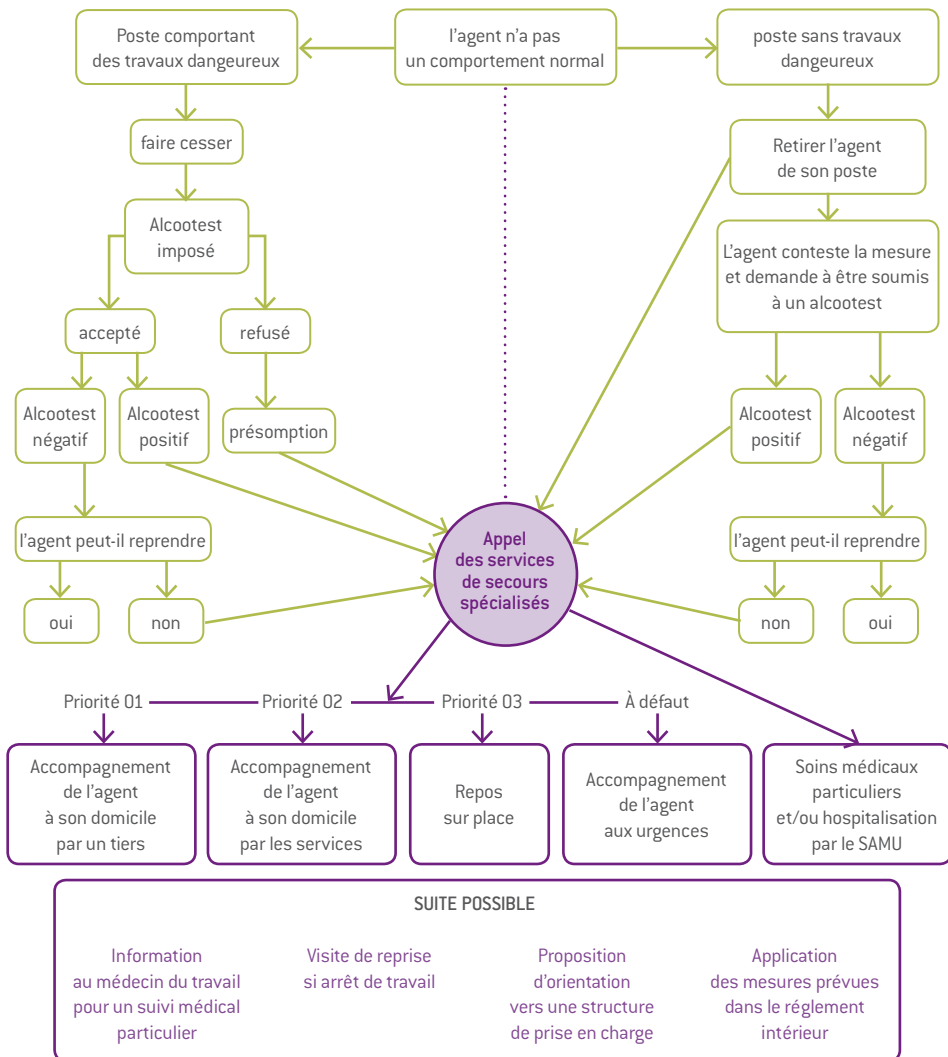 Poste comportant
des travaux dangeureux
l'agent n'a pas
un comportement normal
poste sans travaux
dangeureux
faire cesser
Retirer l'agent
de son poste
Alcootest
imposé
L'agent conteste la mesure
et demande à être soumis
à un alcootest
accepté
refusé
Alcootest
négatif
Alcootest
positif
présomption
Alcootest
positif
Alcootest
négatif
l'agent peut-il reprendre
Appel
des services
de secours
spécialisés
l'agent peut-il reprendre
oui
non
non
oui
Priorité 01
Priorité 02
Priorité 03
À défaut
Accompagnement
de l'agent
à son domicile
par un tiers
Accompagnement
de l'agent
à son domicile
par les services
Repos
sur place
Accompagnement
de l'agent
aux urgences
Soins médicaux
particuliers
et/ou hospitalisation
par le SAMU
SUITE POSSIBLE
Information
au médecin du travail
pour un suivi médical
particulier
Visite de reprise
si arrêt de travail
Proposition
d'orientation
vers une structure
de prise en charge
Application
des mesures prévues
dans le réglement
intérieur